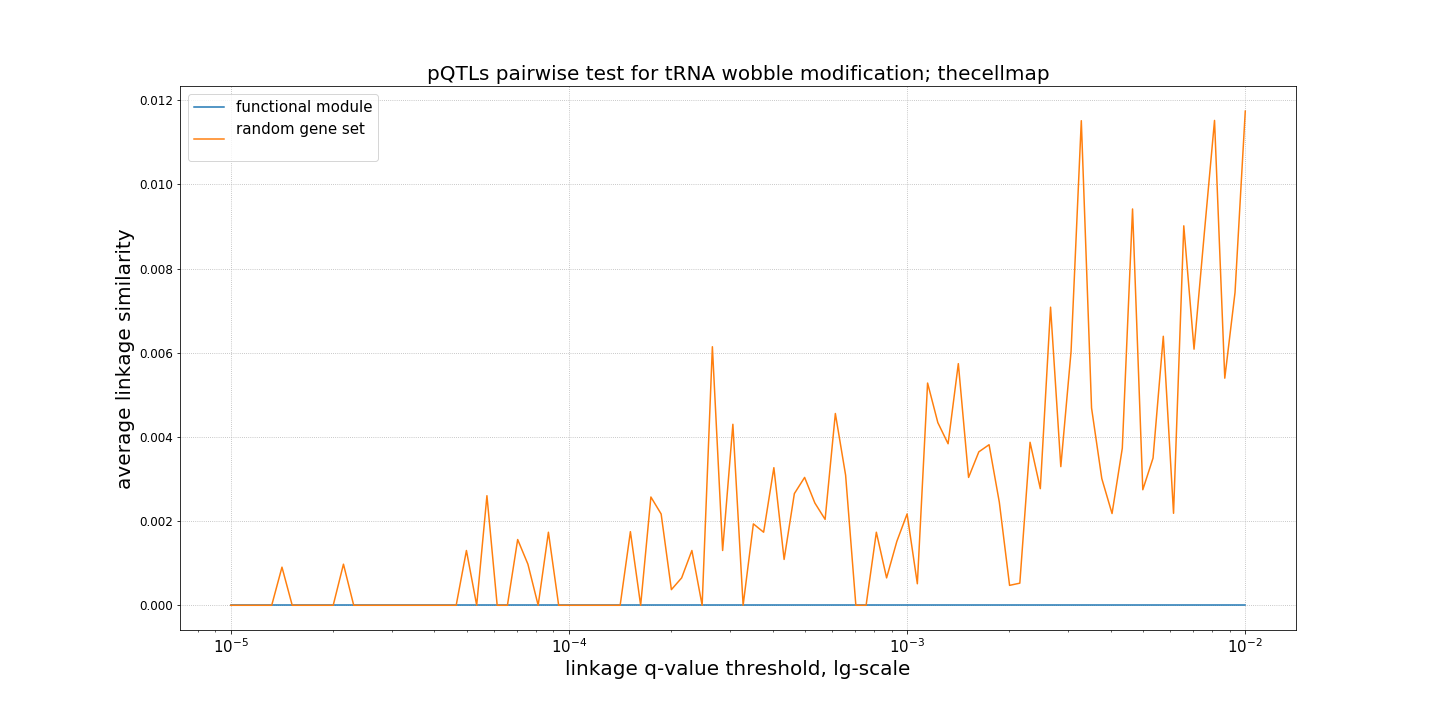 pQTLs pairwise test for tRNA wobble modification; thecellmap
functional module
random gene set
average linkage similarity
0.012
0.010
0.008
0.006
0.004
0.002
0.000
10⁻⁵
10⁻⁴
10⁻³
10⁻²
linkage q-value threshold, lg-scale